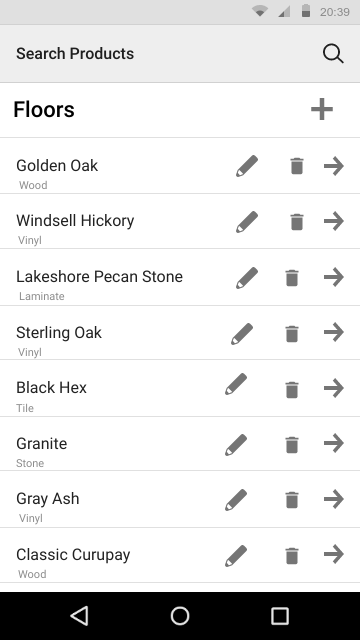 20:39
Search Products
Floors
Golden Oak
Wood
Windsell Hickory
Vinyl
Lakeshore Pecan Stone
Laminate
Sterling Oak
Vinyl
Black Hex
Tile
Granite
Stone
Gray Ash
Vinyl
Classic Curupay
Wood